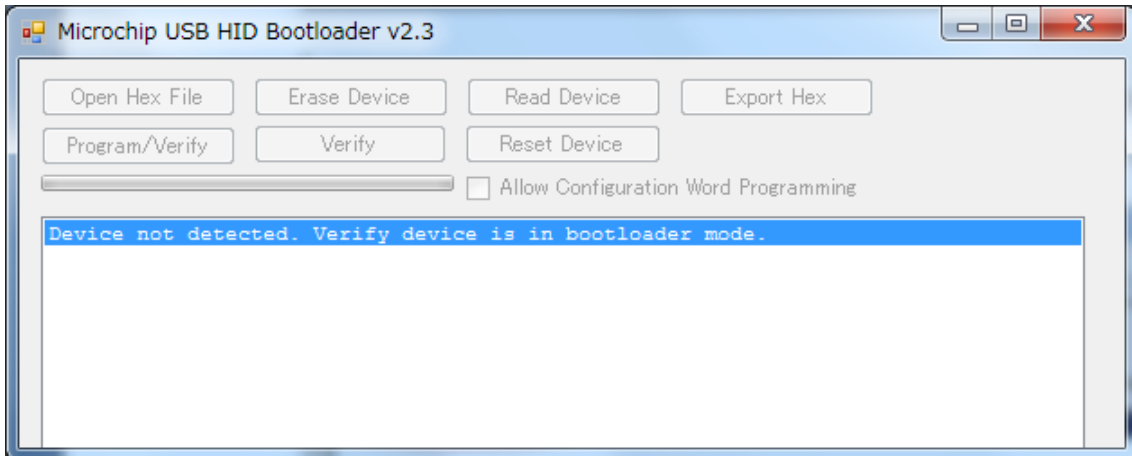 Microchip USB HID Bootloader v2.3
Open Hex File Erase Device Read Device Export Hex
Program/Verify Verify Reset Device
Allow Configuration Word Programming
Device not detected. Verify device is in bootloader mode.